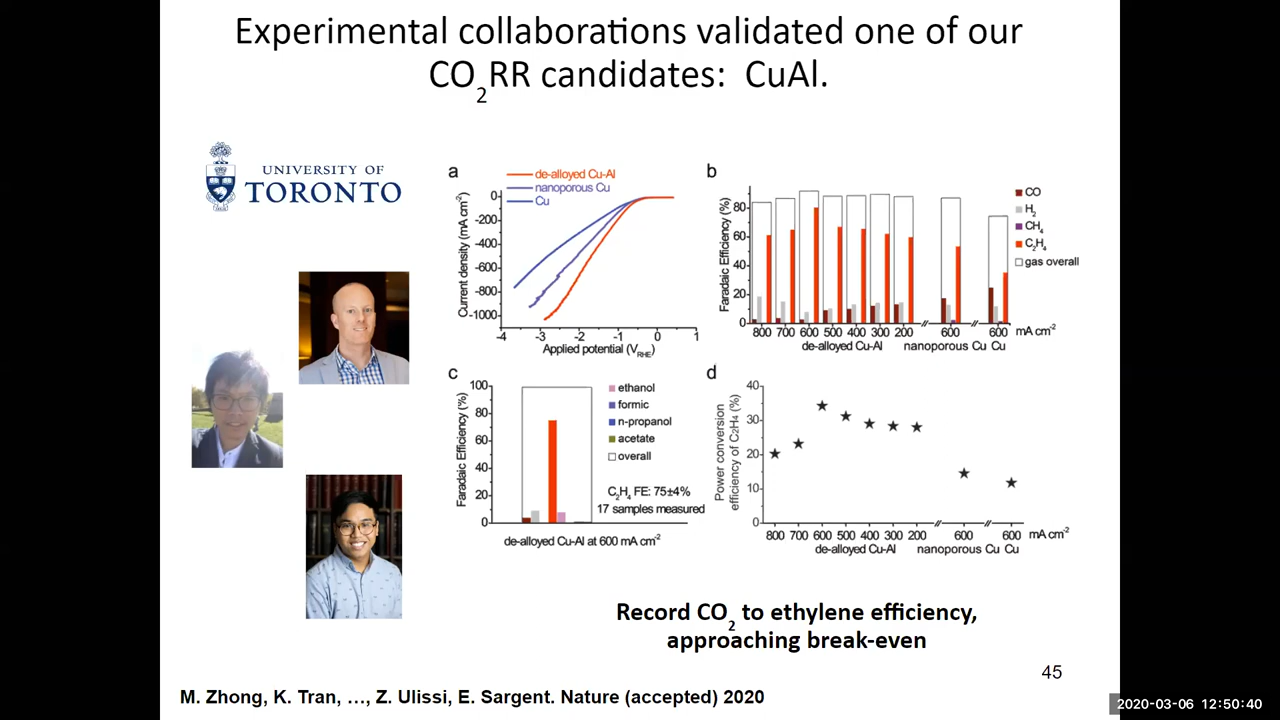 Experimental collaborations validated one of our
CO2RR candidates: CuAl.
UNIVERSITY OF
TORONTO
a
de-alloyed Cu-Al
nanoporous Cu
Cu
Current density (mA cm-2)
0
-200
-400
-600
-800
-1000
-4 -3 -2 -1 0 1
Applied potential (VRHE)
b
Faradaic Efficiency (%)
80
60
40
20
0
CO
H2
CH4
C2H4
gas overall
800 700 600 500 400 300 200 600 600 mA cm-2
de-alloyed Cu-Al nanoporous Cu Cu
c
Faradaic Efficiency (%)
100
80
60
40
20
0
ethanol
formic
n-propanol
acetate
overall
C2H4 FE: 75±4%
17 samples measured
de-alloyed Cu-Al at 600 mA cm-2
d
Power conversion
efficiency of C2H4 (%)
40
30
20
10
0
800 700 600 500 400 300 200 600 600 mA cm-2
de-alloyed Cu-Al nanoporous Cu Cu
Record CO2 to ethylene efficiency,
approaching break-even
45
M. Zhong, K. Tran, …, Z. Ulissi, E. Sargent. Nature (accepted) 2020
2020-03-06 12:50:40